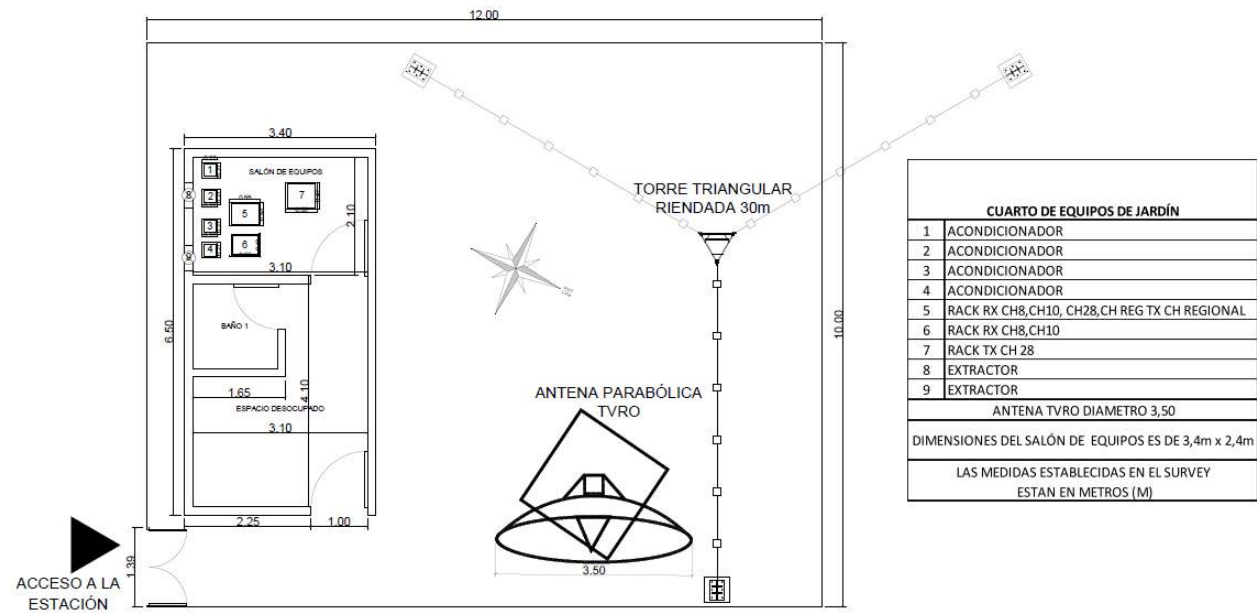 12.00
3.40
SALÓN DE EQUIPOS
1
2
3
4
5
6
7
8
8
2.10
3.10
6.50
BAÑO 1
1.65
4.10
ESPACIO DESOCUPADO
3.10
2.25
1.00
1.39
ACCESO A LA
ESTACIÓN
TORRE TRIANGULAR
RIENDADA 30m
ANTENA PARABÓLICA
TVRO
3.50
10.00
CUARTO DE EQUIPOS DE JARDÍN
1 ACONDICIONADOR
2 ACONDICIONADOR
3 ACONDICIONADOR
4 ACONDICIONADOR
5 RACK RX CH8,CH10, CH28,CH REG TX CH REGIONAL
6 RACK RX CH8,CH10
7 RACK TX CH 28
8 EXTRACTOR
9 EXTRACTOR
ANTENA TVRO DIAMETRO 3,50
DIMENSIONES DEL SALÓN DE EQUIPOS ES DE 3,4m x 2,4m
LAS MEDIDAS ESTABLECIDAS EN EL SURVEY
ESTAN EN METROS (M)